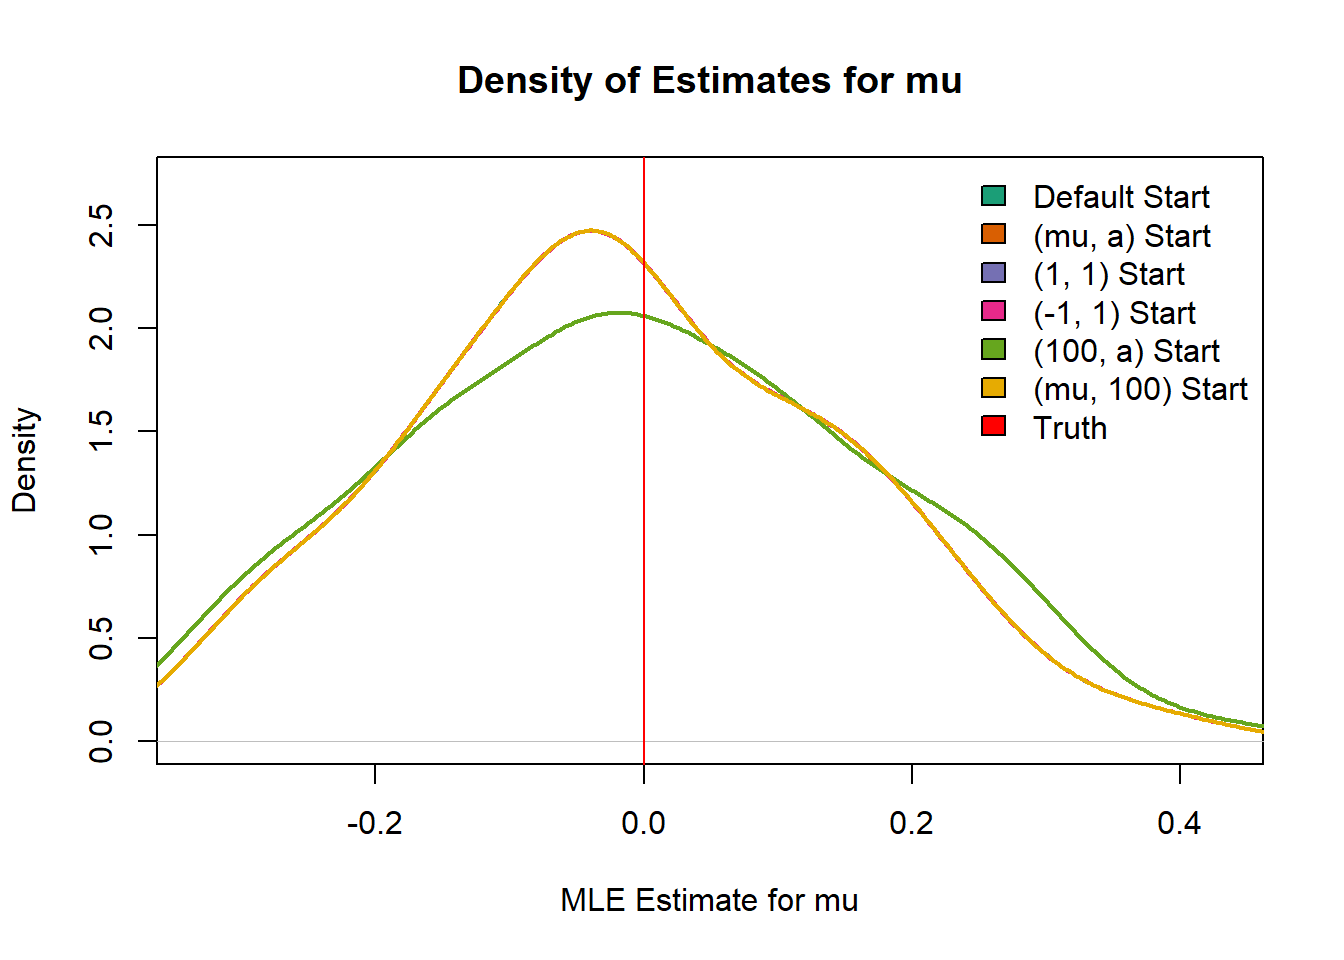 Density of Estimates for mu
Default Start
(mu, a) Start
(1, 1) Start
(-1, 1) Start
(100, a) Start
(mu, 100) Start
Truth
Density
2.5
2.0
1.5
1.0
0.5
0.0
-0.2
0.0
0.2
0.4
MLE Estimate for mu